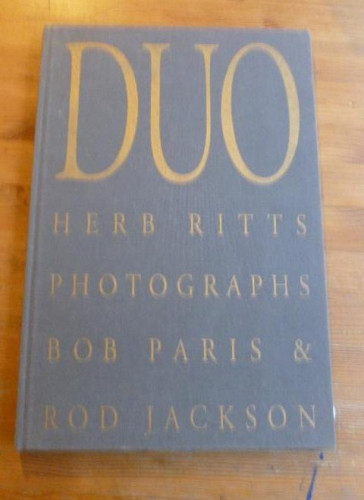 DUO
HERB RITTS
PHOTOGRAPHS
BOB PARIS &
ROD JACKSON